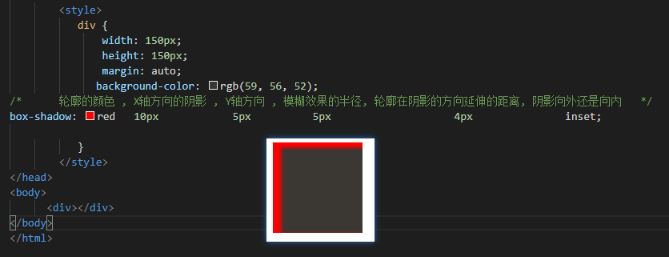 <style>
div {
width: 150px;
height: 150px;
margin: auto;
background-color: rgb(59, 56, 52);
/* 轮廓的颜色 , X轴方向的阴影 , Y轴方向 , 模糊效果的半径, 轮廓在阴影的方向延伸的距离, 阴影向外还是向内 */
box-shadow: red 10px 5px 5px 4px inset;
}
</style>
</head>
<body>
<div></div>
</body>
</html>